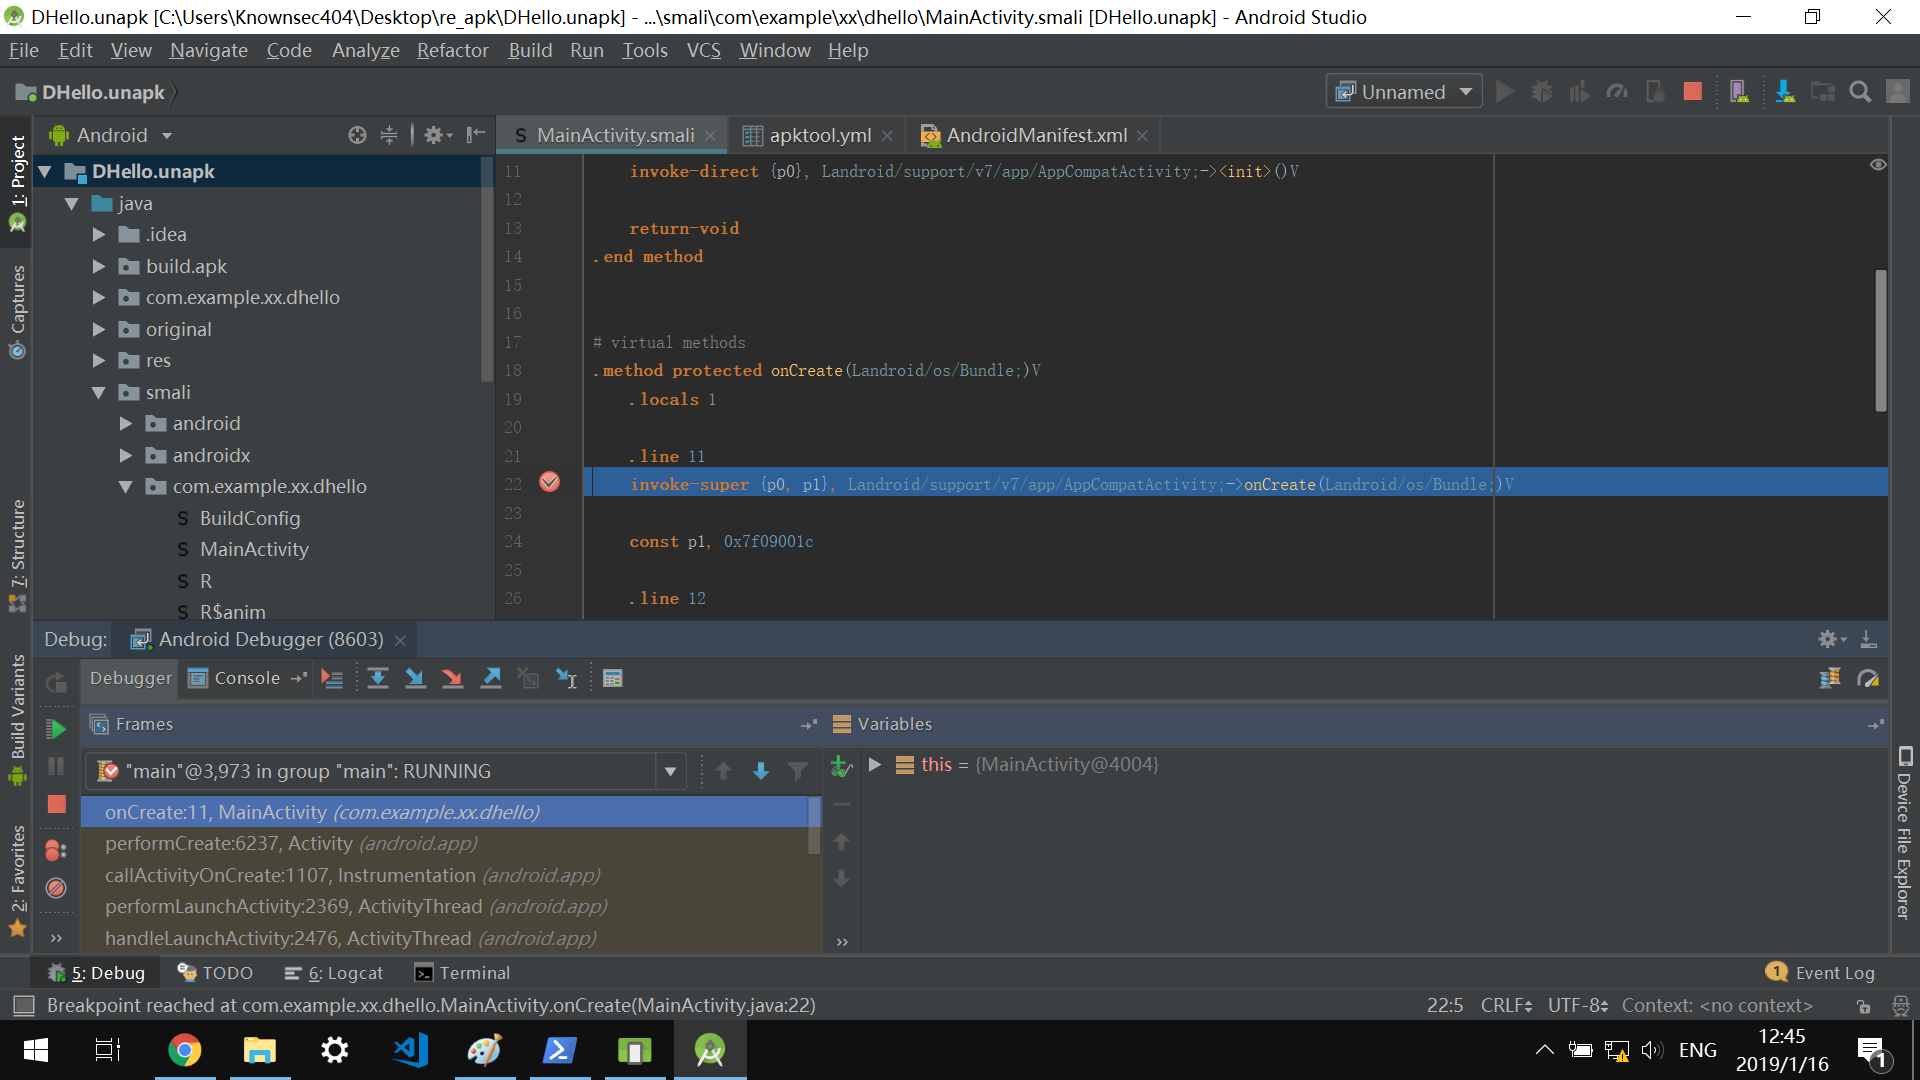 DHello.unapk [C:\Users\Knownsec404\Desktop\re_apk\DHello.unapk] - ...\smali\com\example\xx\dhello\MainActivity.smali [DHello.unapk] - Android Studio
File Edit View Navigate Code Analyze Refactor Build Run Tools VCS Window Help
DHello.unapk
Unnamed
Android
MainActivity.smali
apktool.yml
AndroidManifest.xml
1: Project
Captures
7: Structure
Build Variants
2: Favorites
DHello.unapk
java
.idea
build.apk
com.example.xx.dhello
original
res
smali
android
androidx
com.example.xx.dhello
S BuildConfig
S MainActivity
S R
S R$anim
11 invoke-direct {p0}, Landroid/support/v7/app/AppCompatActivity;-><init>()V
12
13 return-void
14 .end method
15
16
17 # virtual methods
18 .method protected onCreate(Landroid/os/Bundle;)V
19 .locals 1
20
21 .line 11
22 invoke-super {p0, p1}, Landroid/support/v7/app/AppCompatActivity;->onCreate(Landroid/os/Bundle;)V
23
24 const p1, 0x7f09001c
25
26 .line 12
Debug: Android Debugger (8603)
Debugger Console
Frames
Variables
"main"@3,973 in group "main": RUNNING
this = {MainActivity@4004}
onCreate:11, MainActivity (com.example.xx.dhello)
performCreate:6237, Activity (android.app)
callActivityOnCreate:1107, Instrumentation (android.app)
performLaunchActivity:2369, ActivityThread (android.app)
handleLaunchActivity:2476, ActivityThread (android.app)
Device File Explorer
5: Debug TODO 6: Logcat Terminal
1 Event Log
Breakpoint reached at com.example.xx.dhello.MainActivity.onCreate(MainActivity.java:22)
22:5 CRLF UTF-8 Context: <no context>
ENG
12:45
2019/1/16
1